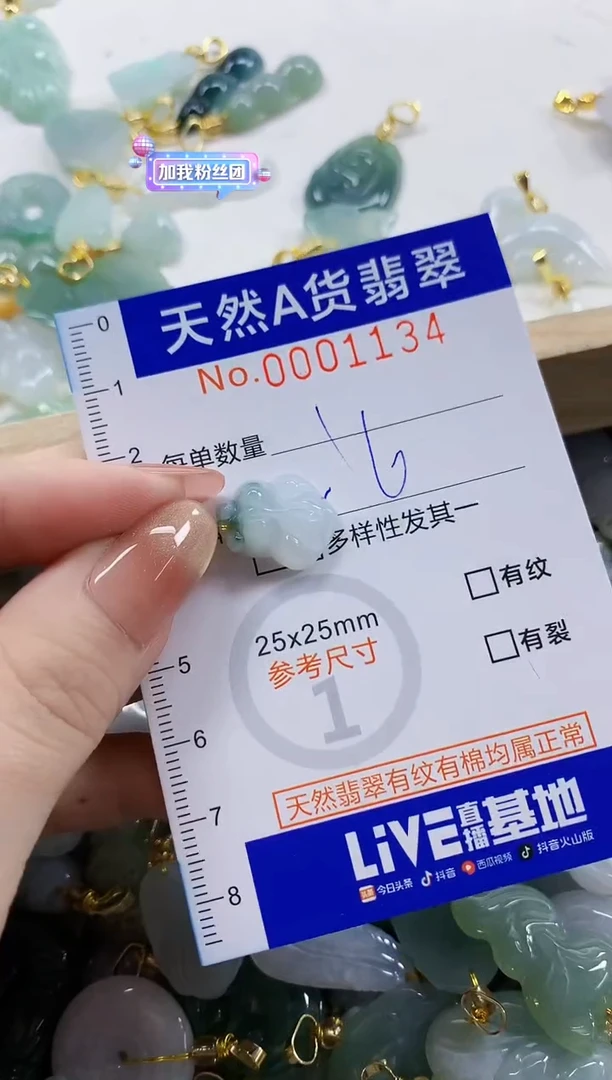 加我粉丝团
天然A货翡翠
No.0001134
0
1
2
每单数量
多样性发其一
25x25mm
有纹
参考尺寸
有裂
1
5
6
7
8
天然翡翠有纹有棉均属正常
LiVE直播基地
今日头条 抖音 西瓜视频 抖音火山版